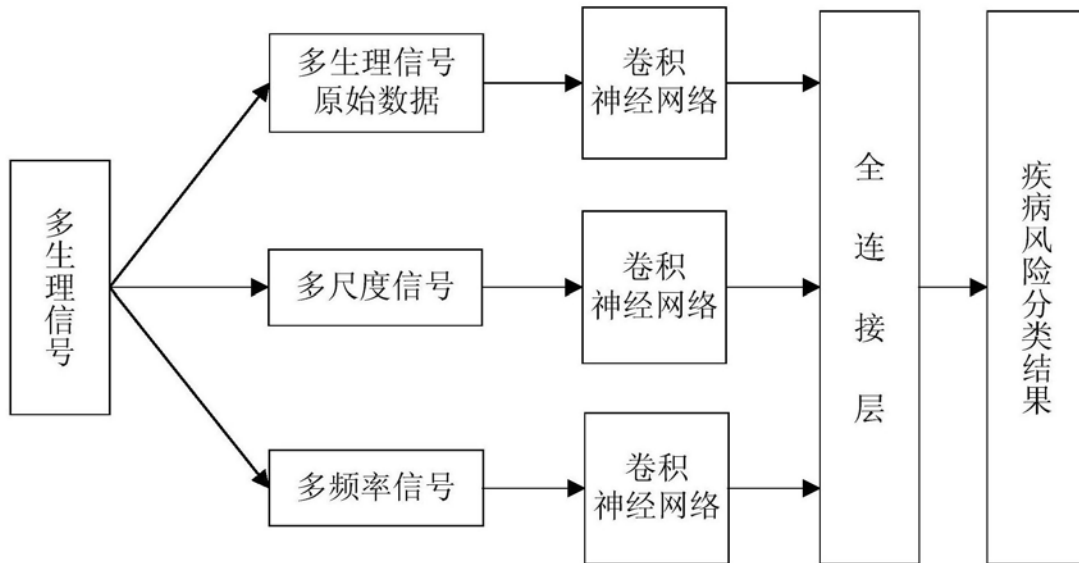 多生理信号
多生理信号
原始数据
卷积
神经网络
多尺度信号
卷积
神经网络
多频率信号
卷积
神经网络
全连接层
疾病风险分类结果